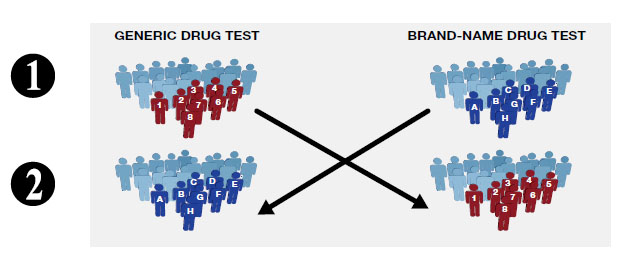 GENERIC DRUG TEST
BRAND-NAME DRUG TEST
1
1 2 3 4 5 6 7 8
A B C D E F G H
2
A B C D E F G H
1 2 3 4 5 6 7 8